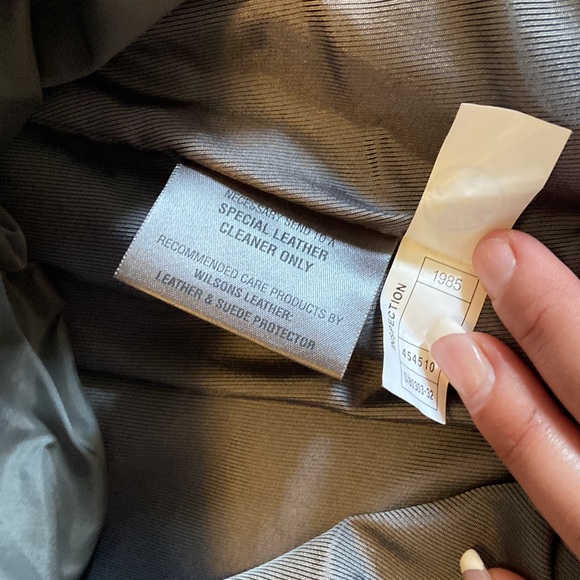 NECESSARY SEND TO A
SPECIAL LEATHER
CLEANER ONLY
RECOMMENDED CARE PRODUCTS BY
WILSONS LEATHER·
LEATHER & SUEDE PROTECTOR
INSPECTION
1985
454510